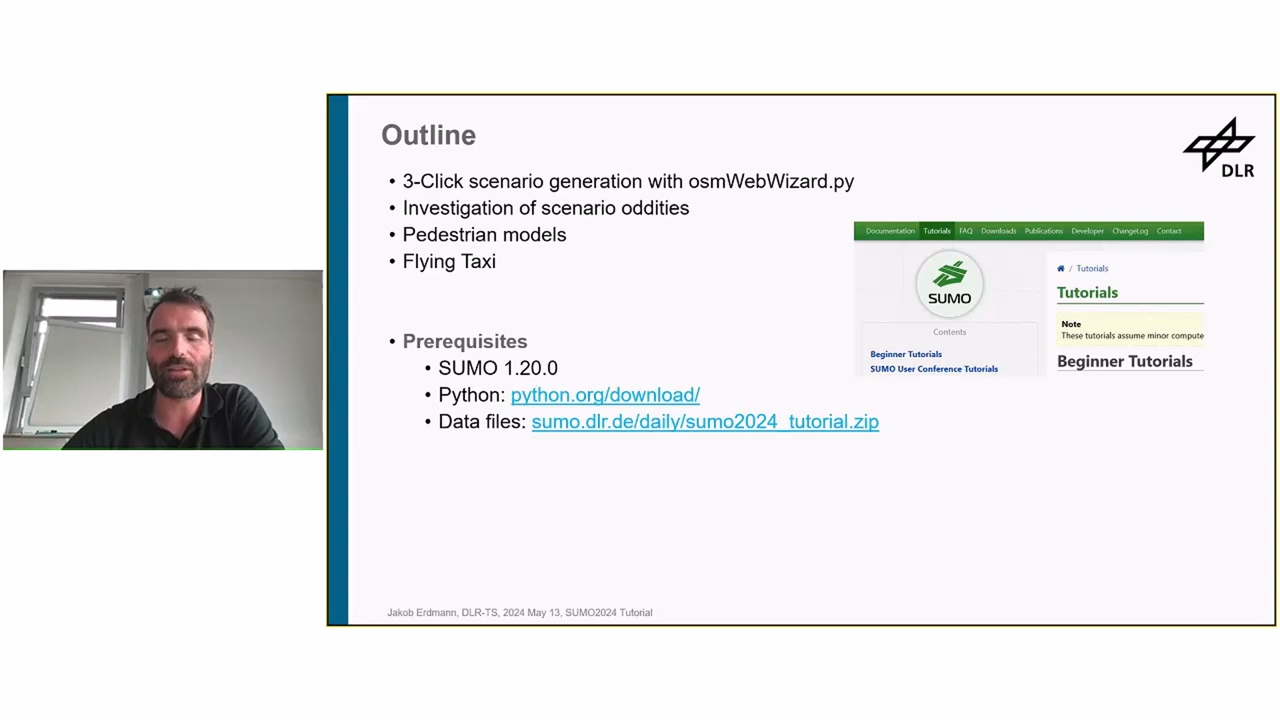 Outline
• 3-Click scenario generation with osmWebWizard.py
• Investigation of scenario oddities
• Pedestrian models
• Flying Taxi
• Prerequisites
• SUMO 1.20.0
• Python: python.org/download/
• Data files: sumo.dlr.de/daily/sumo2024_tutorial.zip
DLR
Documentation Tutorials FAQ Downloads Publications Developer ChangeLog Contact
SUMO
Contents
Beginner Tutorials
SUMO User Conference Tutorials
/ Tutorials
Tutorials
Note
These tutorials assume minor compute
Beginner Tutorials
Jakob Erdmann, DLR-TS, 2024 May 13, SUMO2024 Tutorial